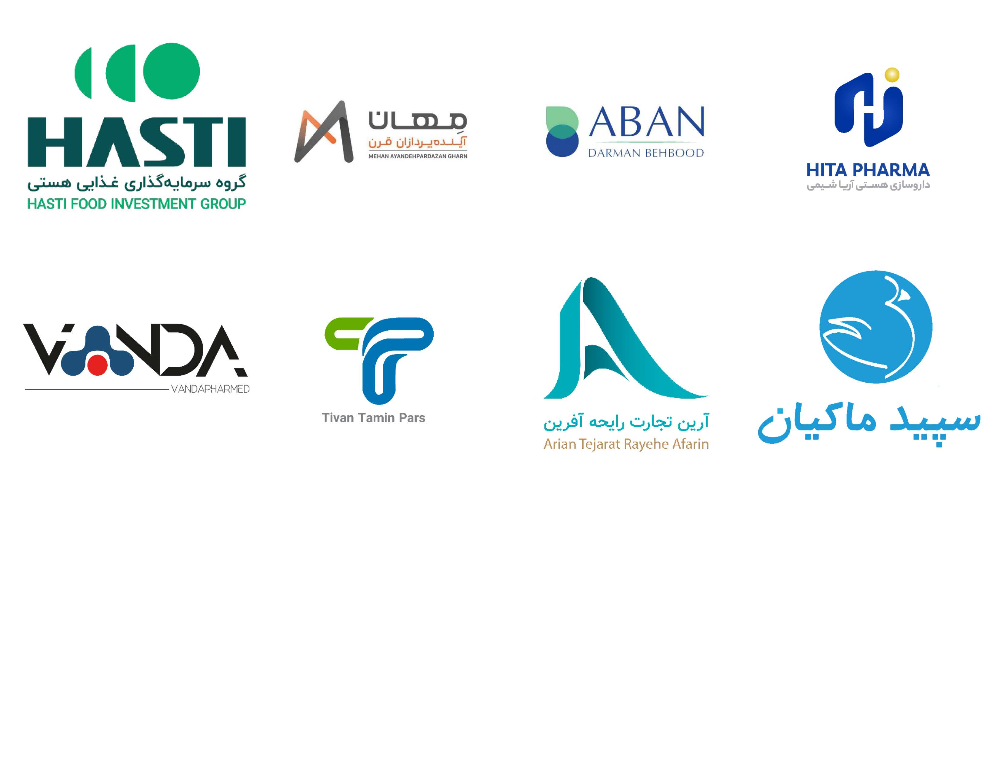 HASTI
گروه سرمایه‌گذاری غذایی هستی
HASTI FOOD INVESTMENT GROUP
مِهان
آینده‌پردازان قرن
MEHAN AYANDEHPARDAZAN GHARN
ABAN
DARMAN BEHBOOD
HITA PHARMA
داروسازی هستی آریا شیمی
VANDA
VANDAPHARMED
Tivan Tamin Pars
آرین تجارت رایحه آفرین
Arian Tejarat Rayehe Afarin
سپید ماکیان